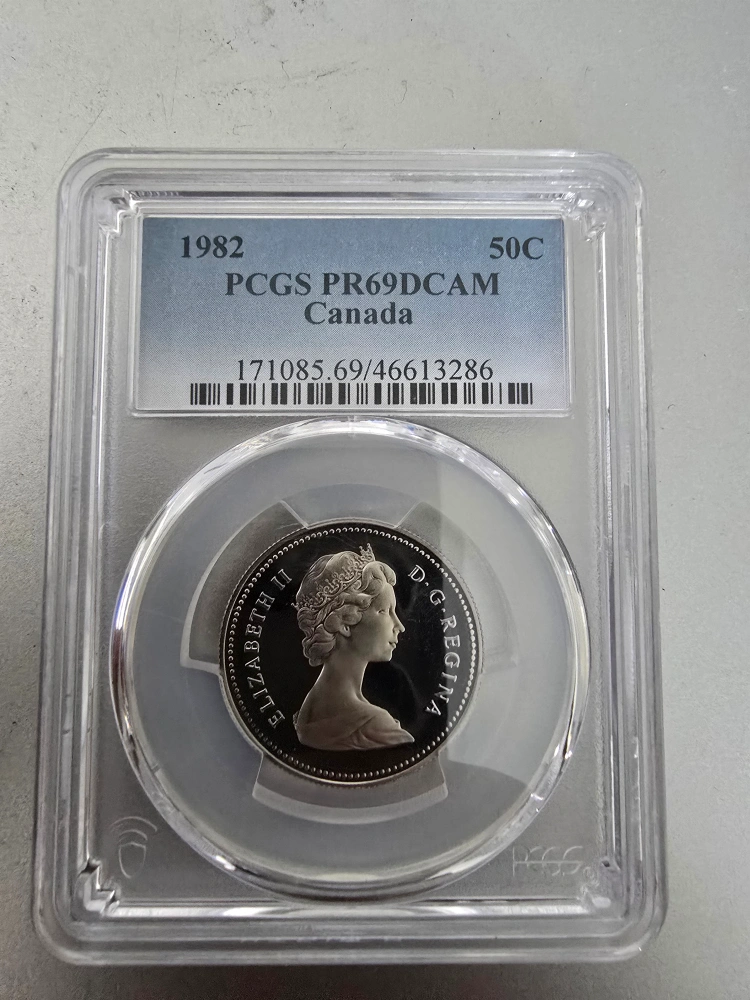 1982 50C
PCGS PR69DCAM
Canada
171085.69/46613286
ELIZABETH II D·G·REGINA
PCGS